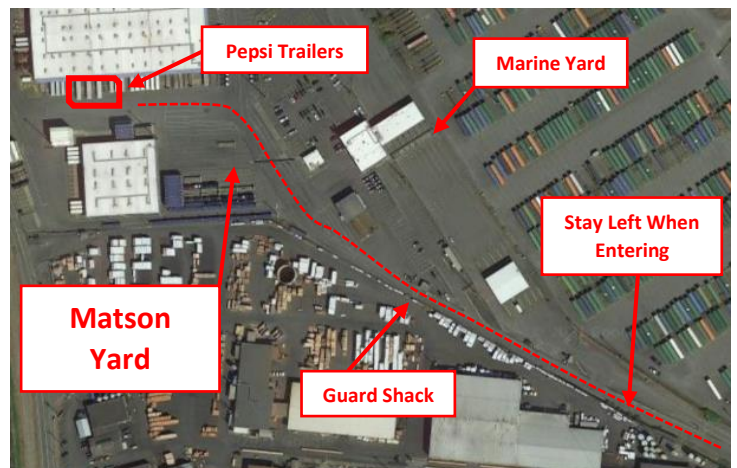 Pepsi Trailers
Marine Yard
Stay Left When
Entering
Matson
Yard
Guard Shack